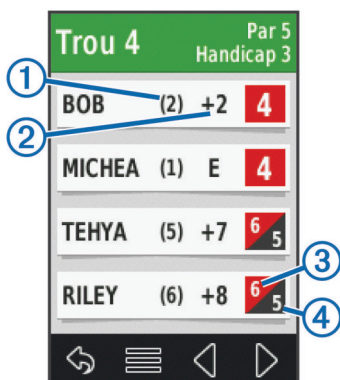 Trou 4 Par 5
Handicap 3
① BOB (2) +2 4
②
MICHEA (1) E 4
TEHYA (5) +7 6 5
③
RILEY (6) +8 6 5
④